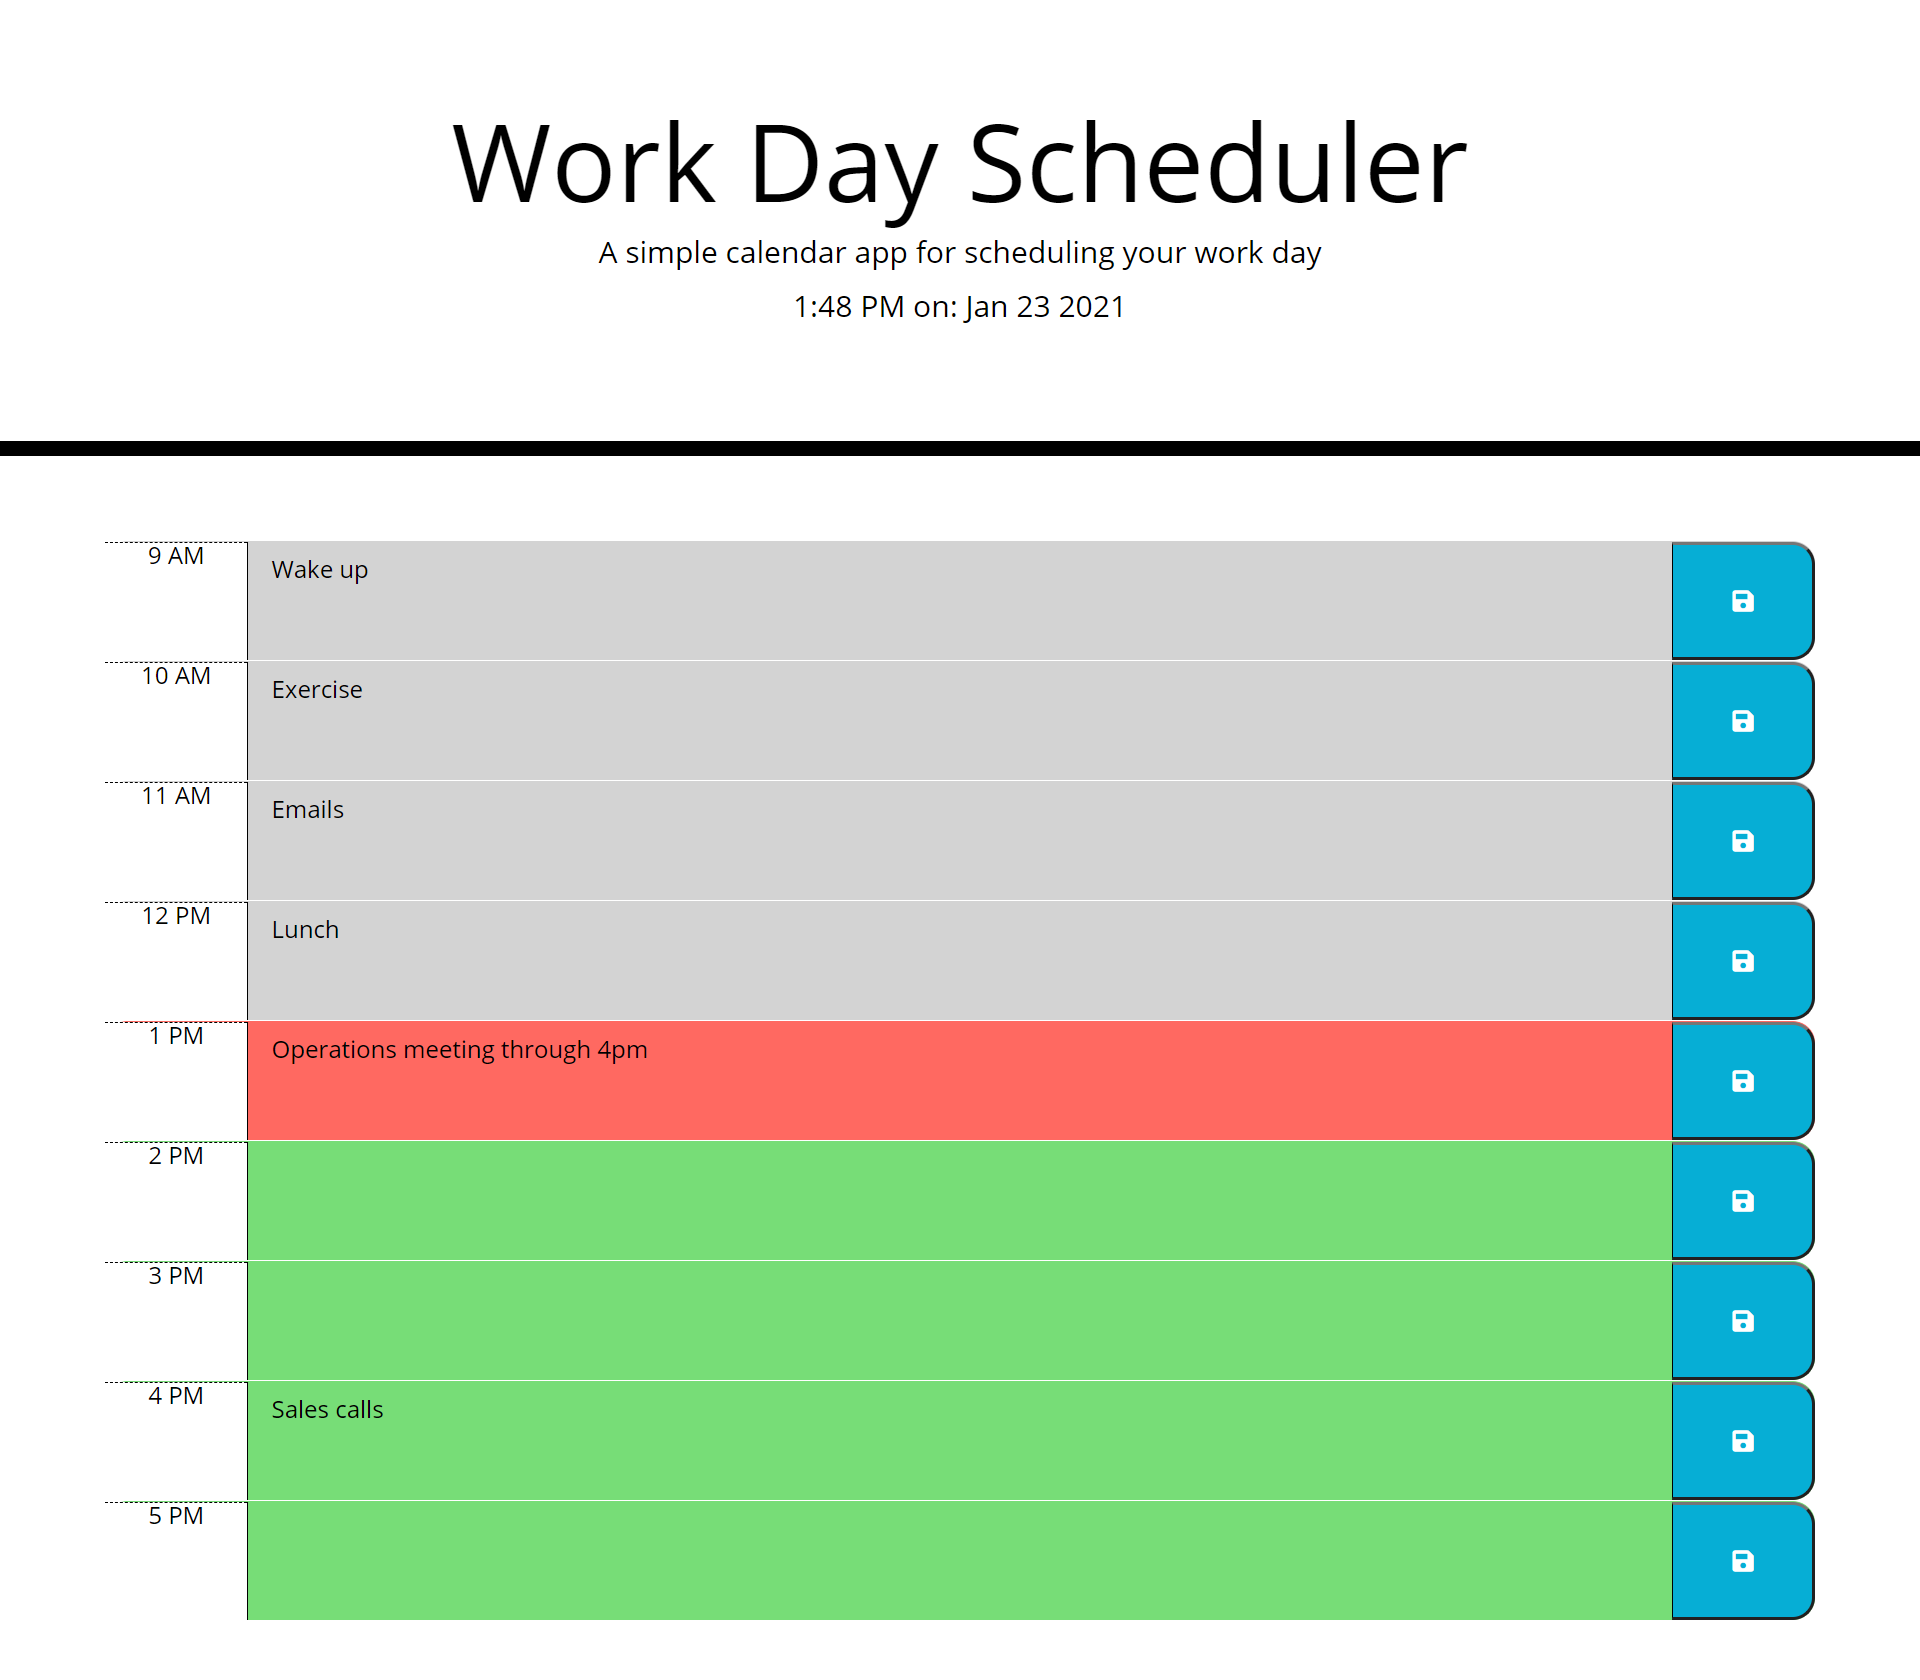 Work Day Scheduler
A simple calendar app for scheduling your work day
1:48 PM on: Jan 23 2021
9 AM
Wake up
10 AM
Exercise
11 AM
Emails
12 PM
Lunch
1 PM
Operations meeting through 4pm
2 PM
3 PM
4 PM
Sales calls
5 PM